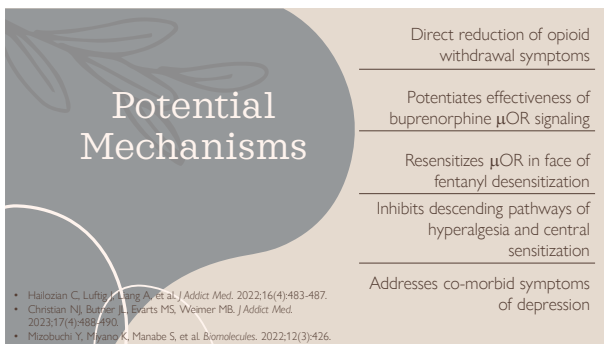 Potential
Mechanisms
Direct reduction of opioid
withdrawal symptoms
Potentiates effectiveness of
buprenorphine μOR signaling
Resensitizes μOR in face of
fentanyl desensitization
Inhibits descending pathways of
hyperalgesia and central
sensitization
Addresses co-morbid symptoms
of depression
• Hailozian C, Luftig J, Liang A, et al. J Addict Med. 2022;16(4):483-487.
• Christian NJ, Butner JL, Evarts MS, Weimer MB. J Addict Med.
2023;17(4):488-490.
• Mizobuchi Y, Miyano K, Manabe S, et al. Biomolecules. 2022;12(3):426.